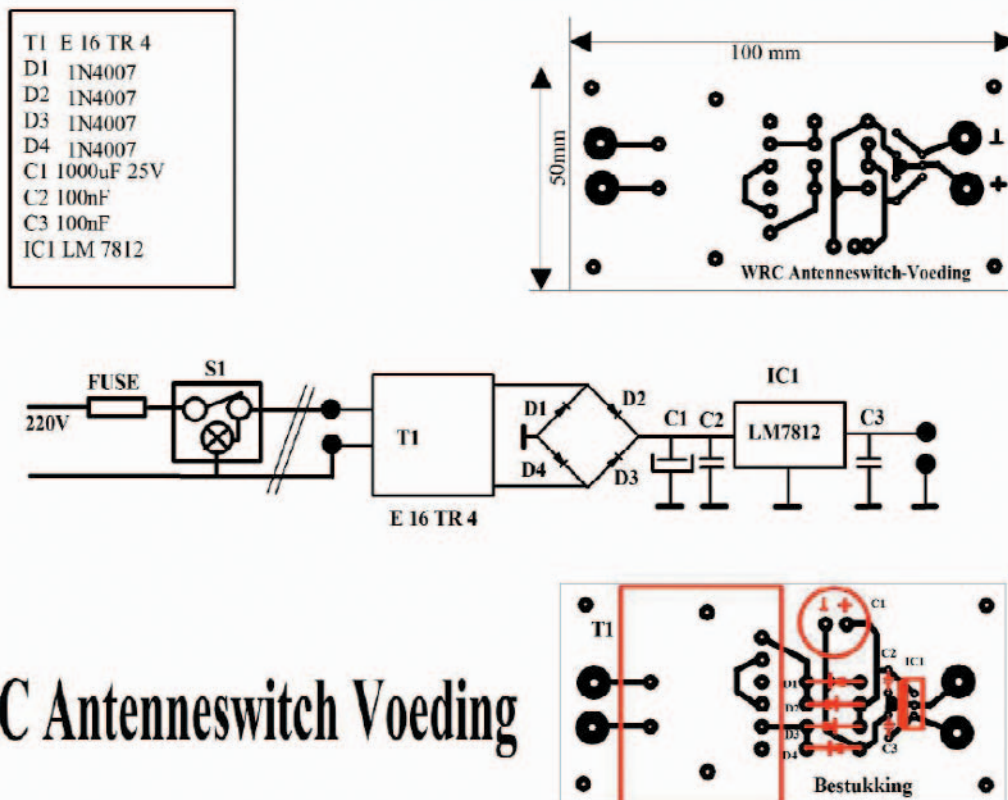 T1 E 16 TR 4
D1 1N4007
D2 1N4007
D3 1N4007
D4 1N4007
C1 1000uF 25V
C2 100nF
C3 100nF
IC1 LM 7812
100 mm
50mm
⊥
+
WRC Antenneswitch-Voeding
FUSE
S1
220V
T1
E 16 TR 4
D1
D2
D4
D3
C1
C2
IC1
LM7812
C3
C Antenneswitch Voeding
T1
⊥ +
C1
C2
IC1
D1
D2
D3
D4
C3
Bestukking